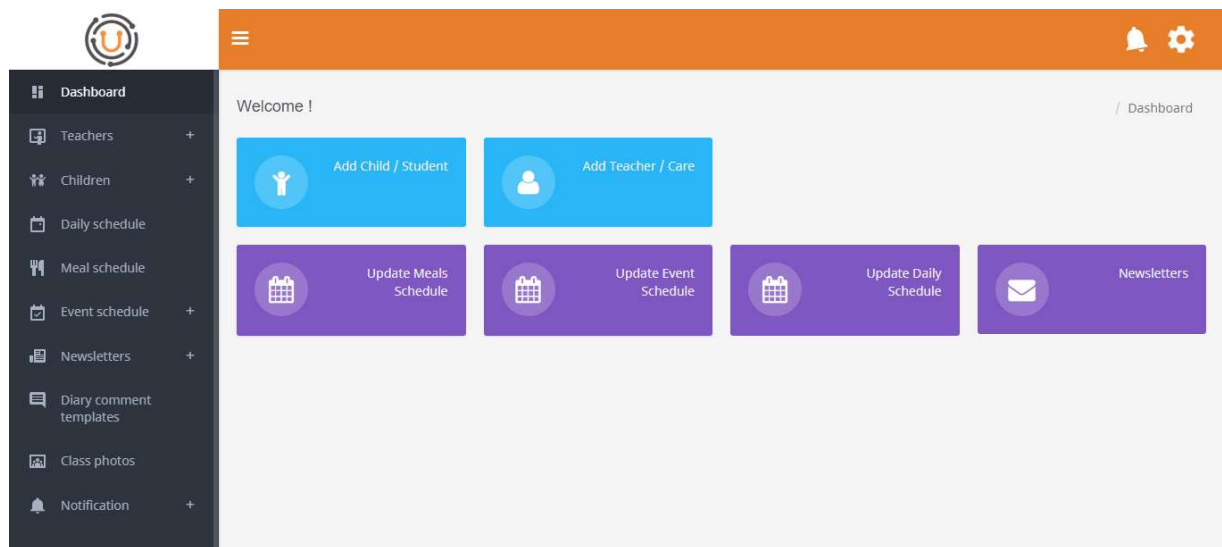 Dashboard
Teachers +
Children +
Daily schedule
Meal schedule
Event schedule +
Newsletters +
Diary comment
templates
Class photos
Notification +
Welcome !
/ Dashboard
Add Child / Student
Add Teacher / Care
Update Meals
Schedule
Update Event
Schedule
Update Daily
Schedule
Newsletters